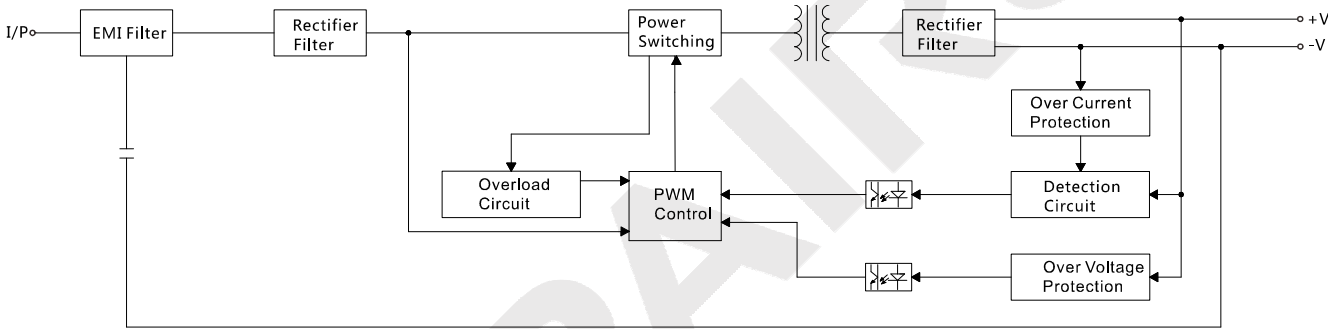 I/P
EMI Filter
Rectifier
Filter
Power
Switching
Rectifier
Filter
+V
-V
Over Current
Protection
Overload
Circuit
PWM
Control
Detection
Circuit
Over Voltage
Protection